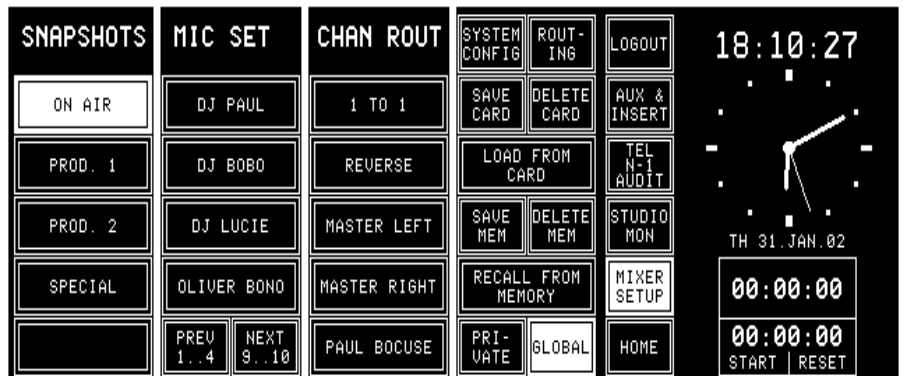 SNAPSHOTS
ON AIR
PROD. 1
PROD. 2
SPECIAL
MIC SET
DJ PAUL
DJ BOBO
DJ LUCIE
OLIVER BONO
PREV
1..4
NEXT
9..10
CHAN ROUT
1 TO 1
REVERSE
MASTER LEFT
MASTER RIGHT
PAUL BOCUSE
SYSTEM
CONFIG
ROUT-
ING
SAVE
CARD
DELETE
CARD
LOAD FROM
CARD
SAVE
MEM
DELETE
MEM
RECALL FROM
MEMORY
PRI-
VATE
GLOBAL
LOGOUT
AUX &
INSERT
TEL
N-1
AUDIT
STUDIO
MON
MIXER
SETUP
HOME
18:10:27
TH 31.JAN.02
00:00:00
00:00:00
START
RESET